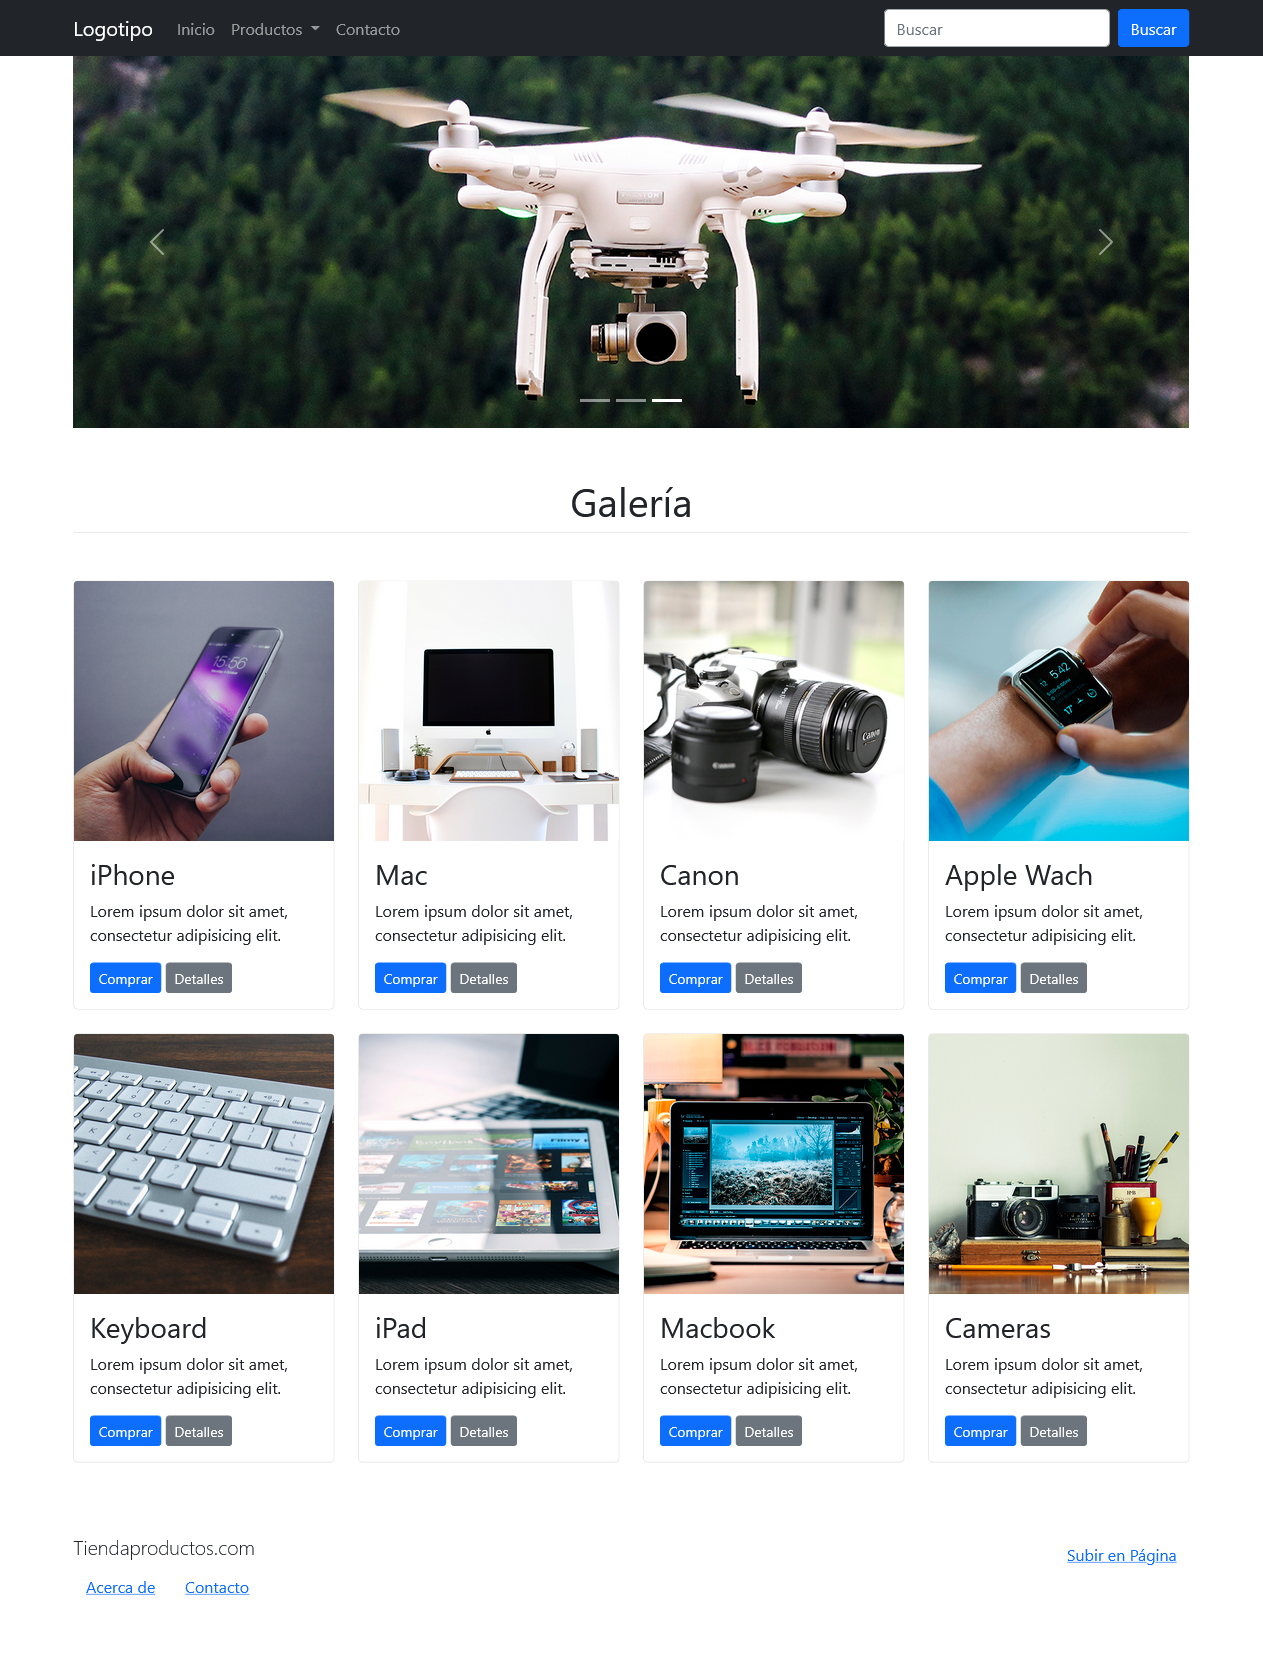 Logotipo Inicio Productos Contacto Buscar Buscar
Galería
15:56
Canon
5:42
iPhone
Lorem ipsum dolor sit amet,
consectetur adipisicing elit.
Comprar Detalles
Mac
Lorem ipsum dolor sit amet,
consectetur adipisicing elit.
Comprar Detalles
Canon
Lorem ipsum dolor sit amet,
consectetur adipisicing elit.
Comprar Detalles
Apple Wach
Lorem ipsum dolor sit amet,
consectetur adipisicing elit.
Comprar Detalles
Keyboard
Lorem ipsum dolor sit amet,
consectetur adipisicing elit.
Comprar Detalles
iPad
Lorem ipsum dolor sit amet,
consectetur adipisicing elit.
Comprar Detalles
Macbook
Lorem ipsum dolor sit amet,
consectetur adipisicing elit.
Comprar Detalles
Cameras
Lorem ipsum dolor sit amet,
consectetur adipisicing elit.
Comprar Detalles
Tiendaproductos.com
Subir en Página
Acerca de Contacto